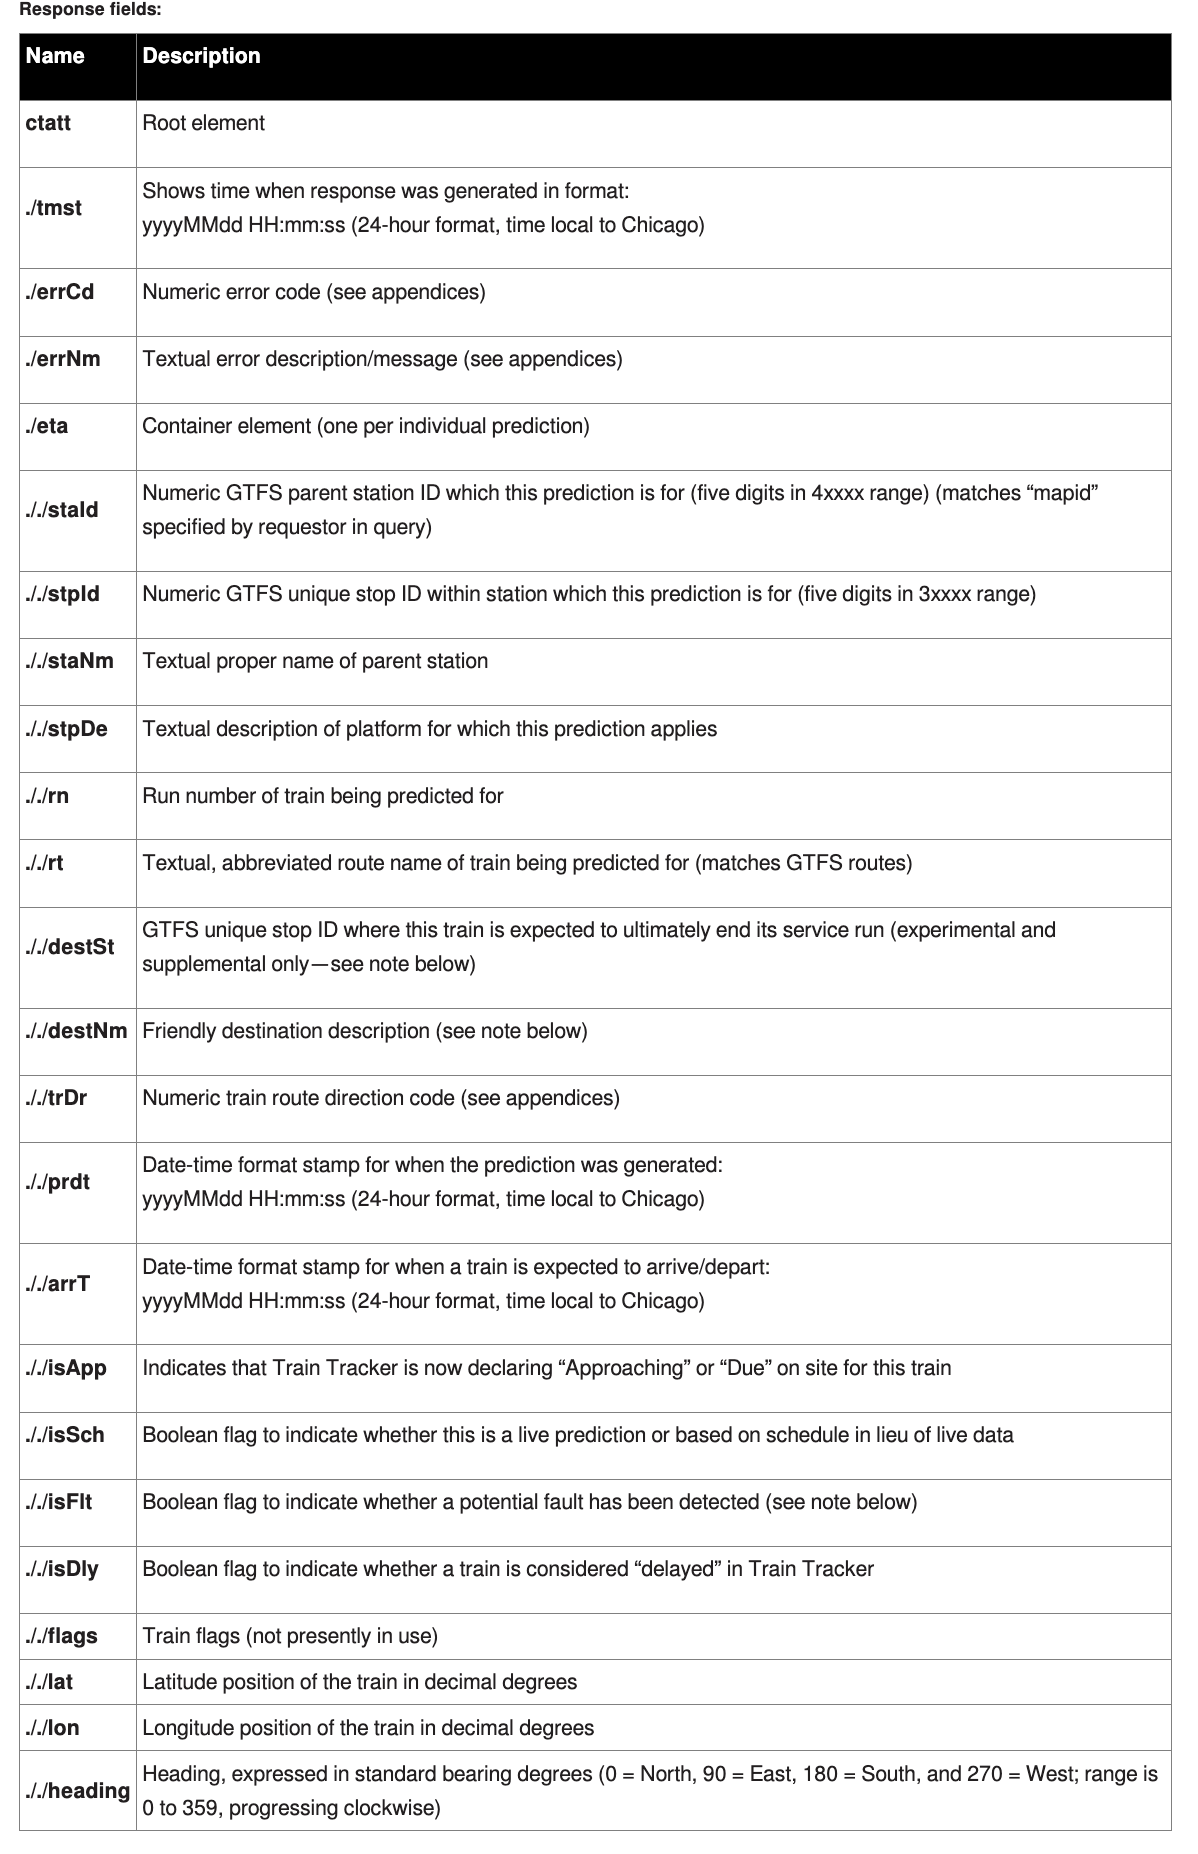 Response fields:
Name Description
ctatt Root element
./tmst Shows time when response was generated in format:
yyyyMMdd HH:mm:ss (24-hour format, time local to Chicago)
./errCd Numeric error code (see appendices)
./errNm Textual error description/message (see appendices)
./eta Container element (one per individual prediction)
././staId Numeric GTFS parent station ID which this prediction is for (five digits in 4xxxx range) (matches “mapid”
specified by requestor in query)
././stpId Numeric GTFS unique stop ID within station which this prediction is for (five digits in 3xxxx range)
././staNm Textual proper name of parent station
././stpDe Textual description of platform for which this prediction applies
././rn Run number of train being predicted for
././rt Textual, abbreviated route name of train being predicted for (matches GTFS routes)
././destSt GTFS unique stop ID where this train is expected to ultimately end its service run (experimental and
supplemental only—see note below)
././destNm Friendly destination description (see note below)
././trDr Numeric train route direction code (see appendices)
././prdt Date-time format stamp for when the prediction was generated:
yyyyMMdd HH:mm:ss (24-hour format, time local to Chicago)
././arrT Date-time format stamp for when a train is expected to arrive/depart:
yyyyMMdd HH:mm:ss (24-hour format, time local to Chicago)
././isApp Indicates that Train Tracker is now declaring “Approaching” or “Due” on site for this train
././isSch Boolean flag to indicate whether this is a live prediction or based on schedule in lieu of live data
././isFlt Boolean flag to indicate whether a potential fault has been detected (see note below)
././isDly Boolean flag to indicate whether a train is considered “delayed” in Train Tracker
././flags Train flags (not presently in use)
././lat Latitude position of the train in decimal degrees
././lon Longitude position of the train in decimal degrees
././heading Heading, expressed in standard bearing degrees (0 = North, 90 = East, 180 = South, and 270 = West; range is
0 to 359, progressing clockwise)